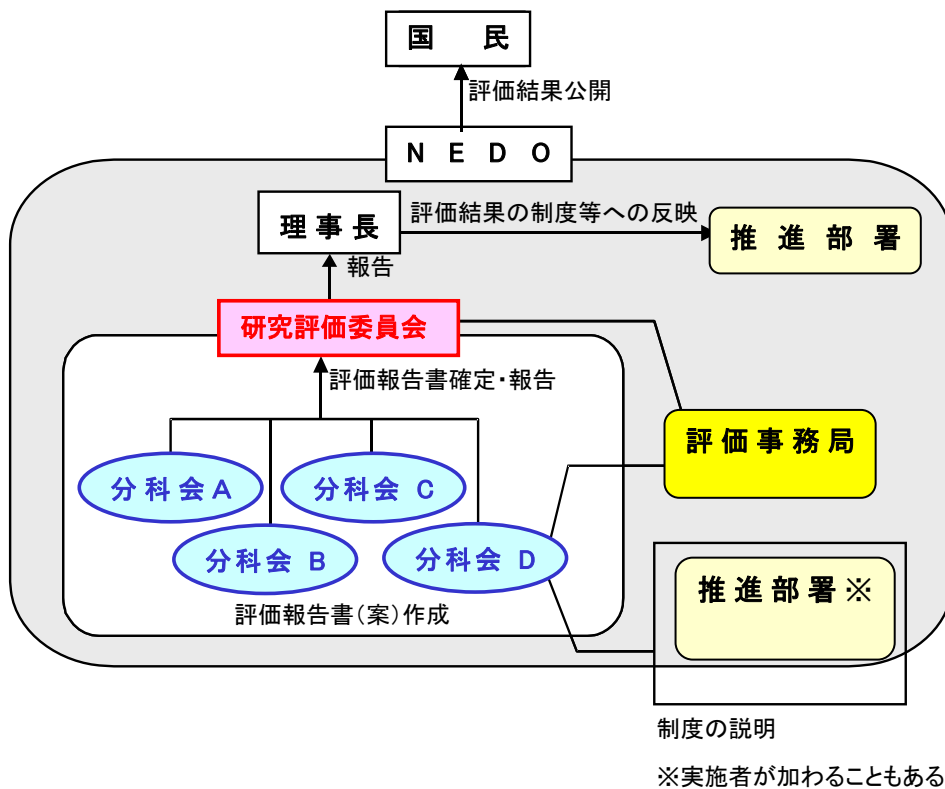 国　民
評価結果公開
ＮＥＤＯ
理事長
評価結果の制度等への反映
推進部署
報告
研究評価委員会
評価報告書確定・報告
評価事務局
分科会A
分科会 C
分科会 B
分科会 D
推進部署※
評価報告書(案)作成
制度の説明
※実施者が加わることもある